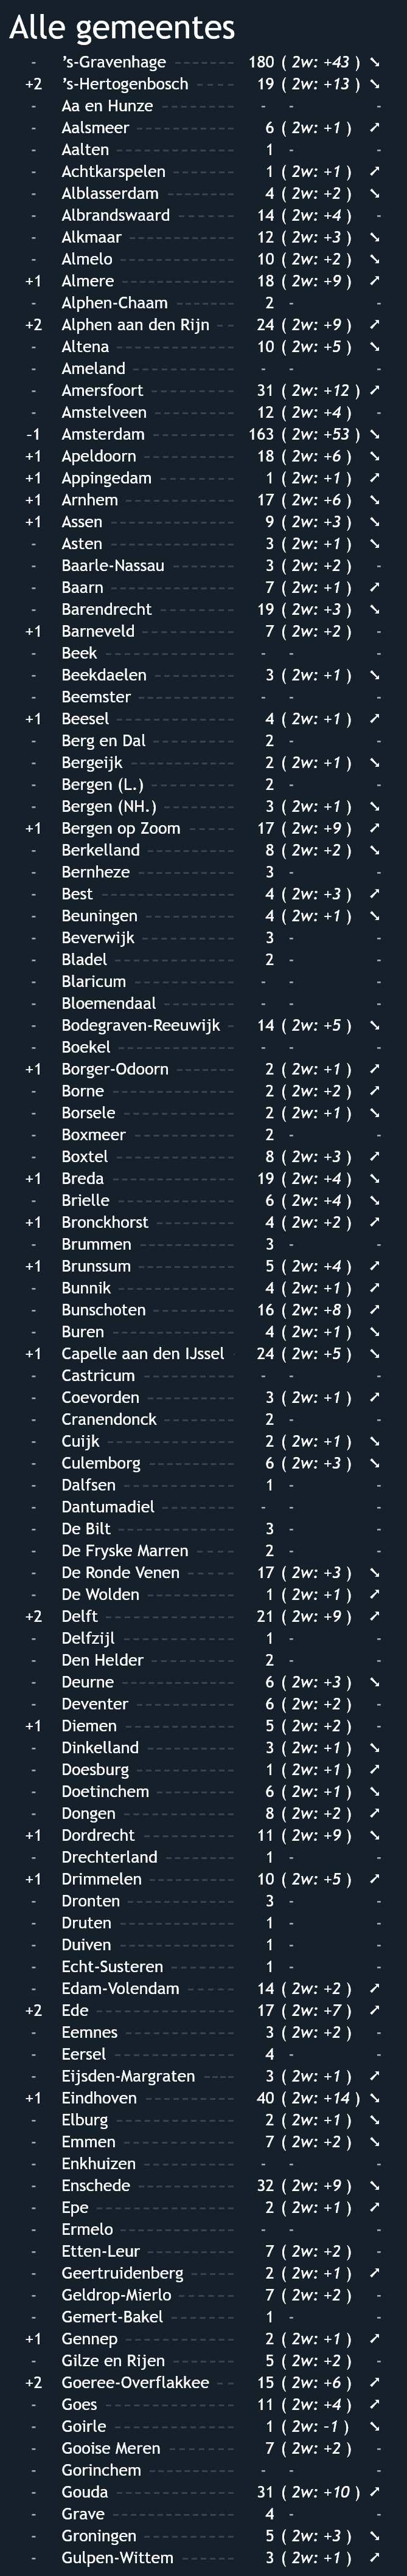 Alle gemeentes
- 's-Gravenhage 180 ( 2w: +43 ) ↘
+2 's-Hertogenbosch 19 ( 2w: +13 ) ↘
- Aa en Hunze - - -
- Aalsmeer 6 ( 2w: +1 ) ↗
- Aalten 1 - -
- Achtkarspelen 1 ( 2w: +1 ) ↗
- Alblasserdam 4 ( 2w: +2 ) ↘
- Albrandswaard 14 ( 2w: +4 ) -
- Alkmaar 12 ( 2w: +3 ) ↘
- Almelo 10 ( 2w: +2 ) ↘
+1 Almere 18 ( 2w: +9 ) ↗
- Alphen-Chaam 2 - -
+2 Alphen aan den Rijn 24 ( 2w: +9 ) ↗
- Altena 10 ( 2w: +5 ) ↘
- Ameland - - -
- Amersfoort 31 ( 2w: +12 ) ↗
- Amstelveen 12 ( 2w: +4 ) -
-1 Amsterdam 163 ( 2w: +53 ) ↘
+1 Apeldoorn 18 ( 2w: +6 ) ↘
+1 Appingedam 1 ( 2w: +1 ) ↗
+1 Arnhem 17 ( 2w: +6 ) ↘
+1 Assen 9 ( 2w: +3 ) ↘
- Asten 3 ( 2w: +1 ) ↘
- Baarle-Nassau 3 ( 2w: +2 ) -
- Baarn 7 ( 2w: +1 ) ↗
- Barendrecht 19 ( 2w: +3 ) ↘
+1 Barneveld 7 ( 2w: +2 ) -
- Beek - - -
- Beekdaelen 3 ( 2w: +1 ) ↘
- Beemster - - -
+1 Beesel 4 ( 2w: +1 ) ↗
- Berg en Dal 2 - -
- Bergeijk 2 ( 2w: +1 ) ↘
- Bergen (L.) 2 - -
- Bergen (NH.) 3 ( 2w: +1 ) ↘
+1 Bergen op Zoom 17 ( 2w: +9 ) ↗
- Berkelland 8 ( 2w: +2 ) ↘
- Bernheze 3 - -
- Best 4 ( 2w: +3 ) ↗
- Beuningen 4 ( 2w: +1 ) ↘
- Beverwijk 3 - -
- Bladel 2 - -
- Blaricum - - -
- Bloemendaal - - -
- Bodegraven-Reeuwijk 14 ( 2w: +5 ) ↘
- Boekel - - -
+1 Borger-Odoorn 2 ( 2w: +1 ) ↗
- Borne 2 ( 2w: +2 ) ↗
- Borsele 2 ( 2w: +1 ) ↘
- Boxmeer 2 - -
- Boxtel 8 ( 2w: +3 ) ↗
+1 Breda 19 ( 2w: +4 ) ↘
- Brielle 6 ( 2w: +4 ) ↘
+1 Bronckhorst 4 ( 2w: +2 ) ↗
- Brummen 3 - -
+1 Brunssum 5 ( 2w: +4 ) ↗
- Bunnik 4 ( 2w: +1 ) ↗
- Bunschoten 16 ( 2w: +8 ) ↗
- Buren 4 ( 2w: +1 ) ↘
+1 Capelle aan den IJssel 24 ( 2w: +5 ) ↘
- Castricum - - -
- Coevorden 3 ( 2w: +1 ) ↗
- Cranendonck 2 - -
- Cuijk 2 ( 2w: +1 ) ↘
- Culemborg 6 ( 2w: +3 ) ↘
- Dalfsen 1 - -
- Dantumadiel - - -
- De Bilt 3 - -
- De Fryske Marren 2 - -
- De Ronde Venen 17 ( 2w: +3 ) ↘
- De Wolden 1 ( 2w: +1 ) ↗
+2 Delft 21 ( 2w: +9 ) ↗
- Delfzijl 1 - -
- Den Helder 2 - -
- Deurne 6 ( 2w: +3 ) ↘
- Deventer 6 ( 2w: +2 ) -
+1 Diemen 5 ( 2w: +2 ) -
- Dinkelland 3 ( 2w: +1 ) ↘
- Doesburg 1 ( 2w: +1 ) ↗
- Doetinchem 6 ( 2w: +1 ) ↘
- Dongen 8 ( 2w: +2 ) ↗
+1 Dordrecht 11 ( 2w: +9 ) ↘
- Drechterland 1 - -
+1 Drimmelen 10 ( 2w: +5 ) ↗
- Dronten 3 - -
- Druten 1 - -
- Duiven 1 - -
- Echt-Susteren 1 - -
- Edam-Volendam 14 ( 2w: +2 ) ↗
+2 Ede 17 ( 2w: +7 ) ↗
- Eemnes 3 ( 2w: +2 ) -
- Eersel 4 - -
- Eijsden-Margraten 3 ( 2w: +1 ) ↗
+1 Eindhoven 40 ( 2w: +14 ) ↘
- Elburg 2 ( 2w: +1 ) ↘
- Emmen 7 ( 2w: +2 ) ↘
- Enkhuizen - - -
- Enschede 32 ( 2w: +9 ) ↘
- Epe 2 ( 2w: +1 ) ↗
- Ermelo - - -
- Etten-Leur 7 ( 2w: +2 ) -
- Geertruidenberg 2 ( 2w: +1 ) ↗
- Geldrop-Mierlo 7 ( 2w: +2 ) -
- Gemert-Bakel 1 - -
+1 Gennep 2 ( 2w: +1 ) ↗
- Gilze en Rijen 5 ( 2w: +2 ) -
+2 Goeree-Overflakkee 15 ( 2w: +6 ) ↗
- Goes 11 ( 2w: +4 ) ↗
- Goirle 1 ( 2w: -1 ) ↘
- Gooise Meren 7 ( 2w: +2 ) -
- Gorinchem - - -
- Gouda 31 ( 2w: +10 ) ↗
- Grave 4 - -
- Groningen 5 ( 2w: +3 ) ↘
- Gulpen-Wittem 3 ( 2w: +1 ) ↗